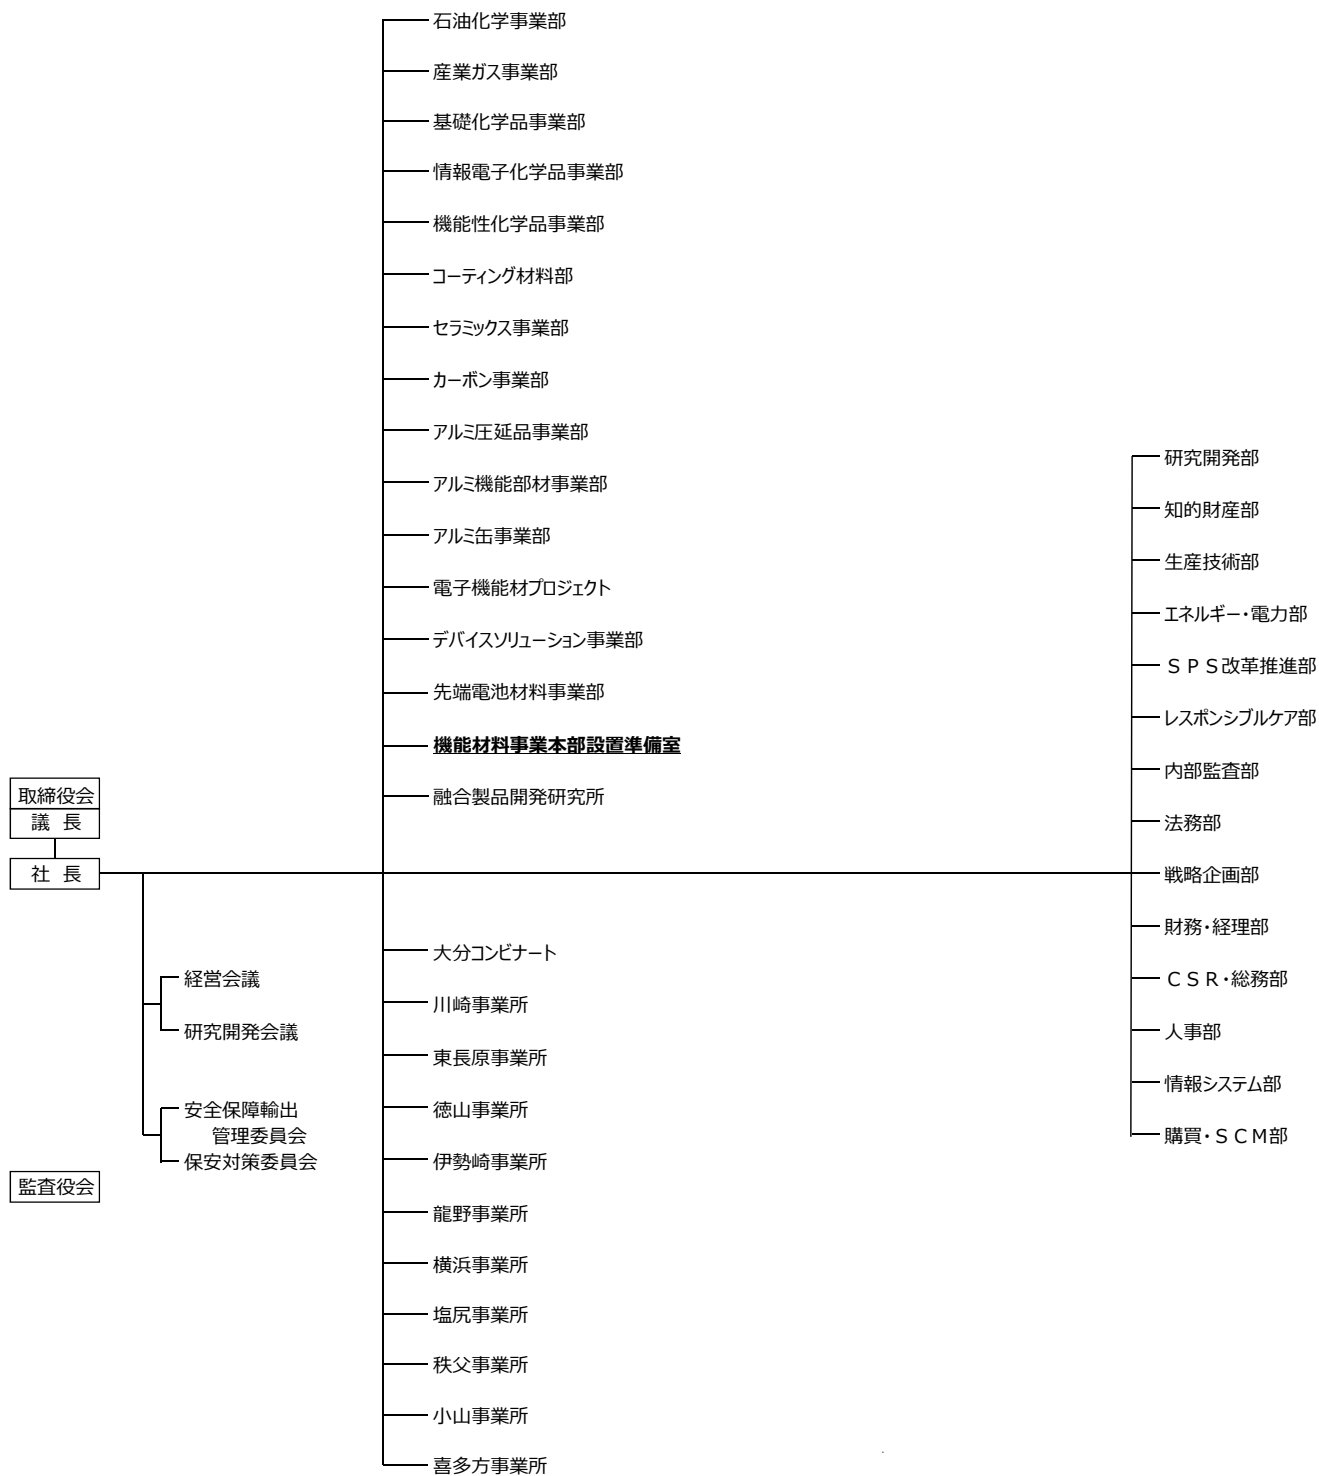 石油化学事業部
産業ガス事業部
基礎化学品事業部
情報電子化学品事業部
機能性化学品事業部
コーティング材料部
セラミックス事業部
カーボン事業部
アルミ圧延品事業部
アルミ機能部材事業部
アルミ缶事業部
電子機能材プロジェクト
デバイスソリューション事業部
先端電池材料事業部
機能材料事業本部設置準備室
融合製品開発研究所
取締役会
議 長
社 長
経営会議
研究開発会議
安全保障輸出
管理委員会
保安対策委員会
監査役会
大分コンビナート
川崎事業所
東長原事業所
徳山事業所
伊勢崎事業所
龍野事業所
横浜事業所
塩尻事業所
秩父事業所
小山事業所
喜多方事業所
研究開発部
知的財産部
生産技術部
エネルギー・電力部
ＳＰＳ改革推進部
レスポンシブルケア部
内部監査部
法務部
戦略企画部
財務・経理部
ＣＳＲ・総務部
人事部
情報システム部
購買・ＳＣＭ部